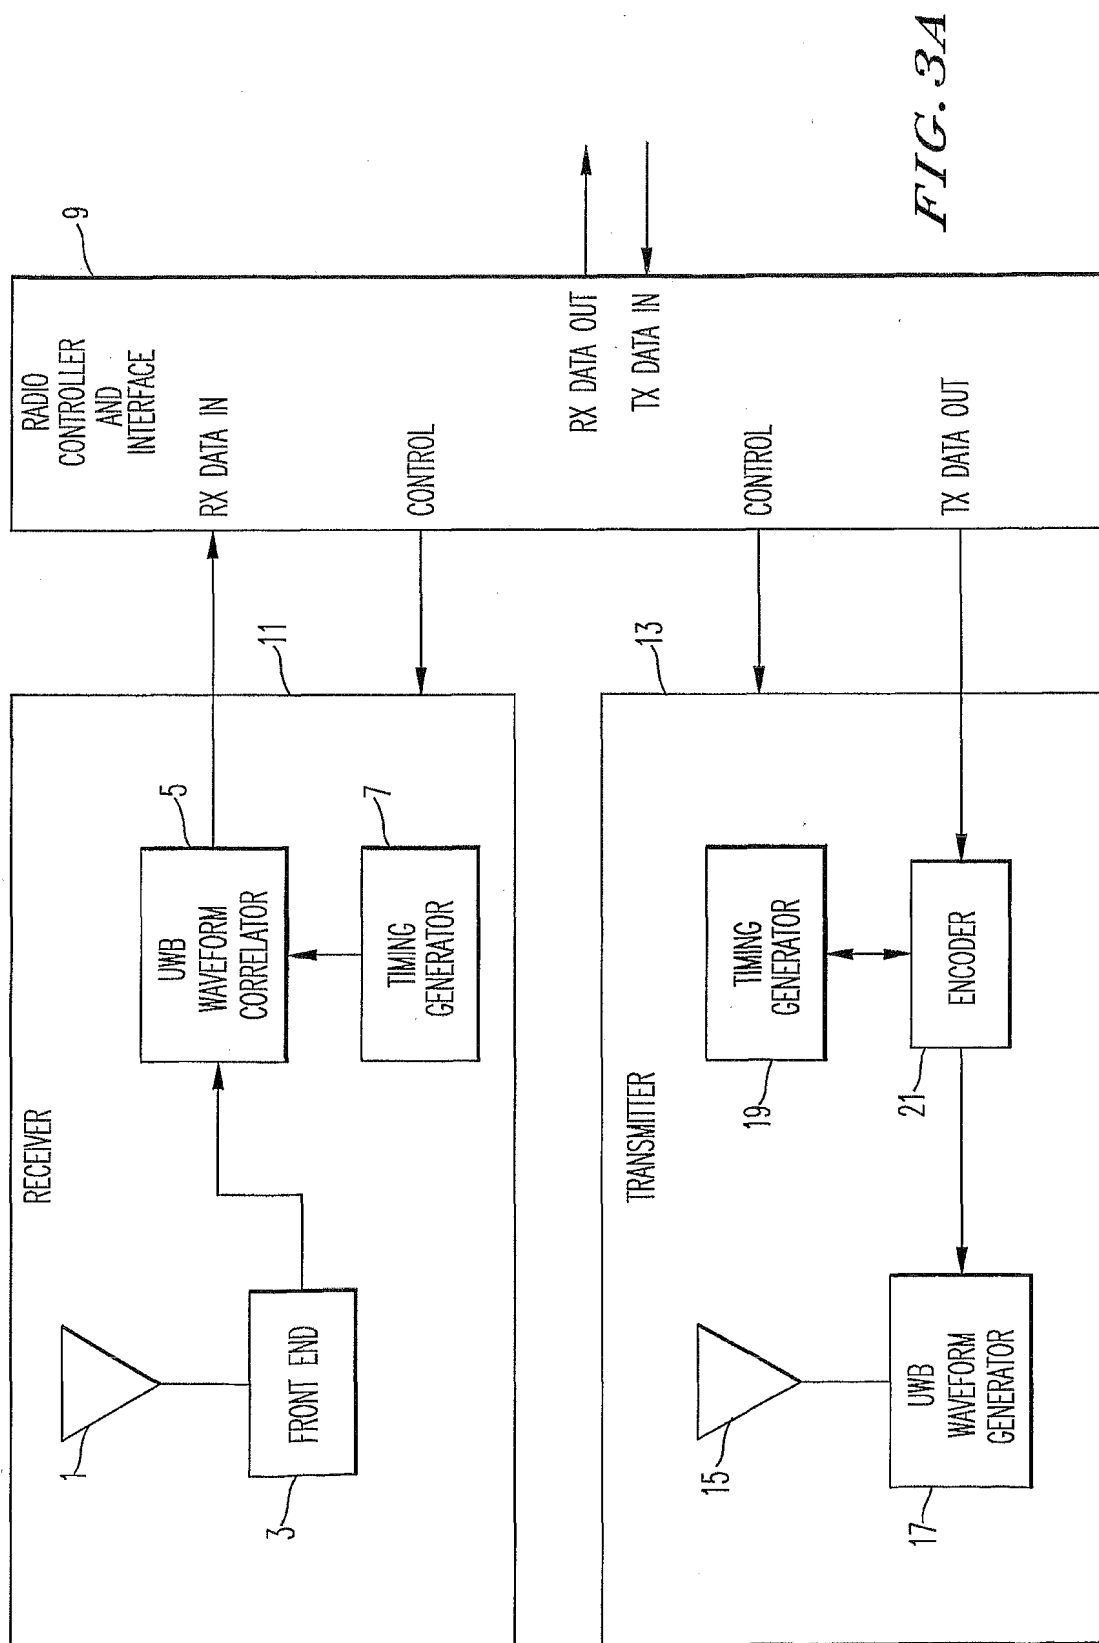 RECEIVER
1
FRONT END
3
UWB
WAVEFORM
CORRELATOR
5
TIMING
GENERATOR
7
11
RADIO
CONTROLLER
AND
INTERFACE
9
RX DATA IN
CONTROL
RX DATA OUT
TX DATA IN
CONTROL
TX DATA OUT
TRANSMITTER
13
15
UWB
WAVEFORM
GENERATOR
17
TIMING
GENERATOR
19
ENCODER
21
FIG. 3A